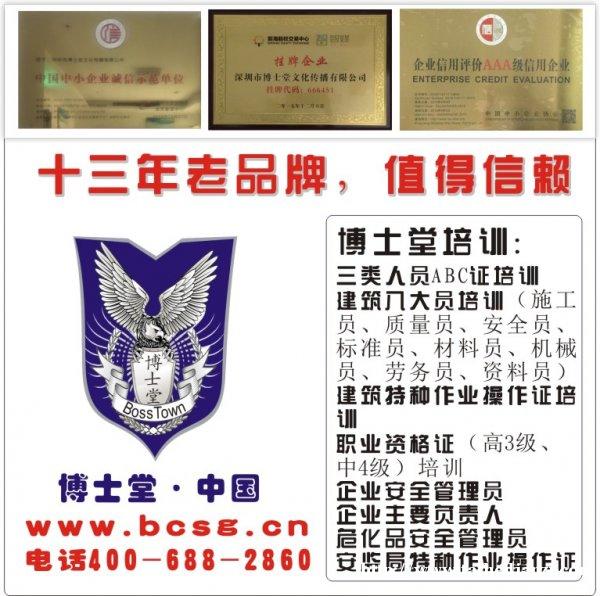 中国中小企业诚信示范单位
挂牌企业
深圳市博士堂文化传播有限公司
挂牌代码:666451
二〇一五年十二月
企业信用评价AAA级信用企业
ENTERPRISE CREDIT EVALUATION
十三年老品牌，值得信赖
博士堂
BossTown
博士堂·中国
www.bcsg.cn
电话400-688-2860
博士堂培训:
三类人员ABC证培训
建筑八大员培训（施工
员、质量员、安全员、
标准员、材料员、机械
员、劳务员、资料员）
建筑特种作业操作证培
训
职业资格证（高3级、
中4级）培训
企业安全管理员
企业主要负责人
危化品安全管理员
安监局特种作业操作证